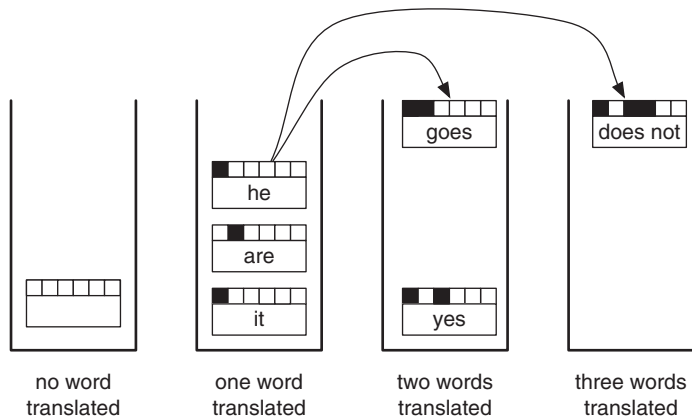 goes
does not
he
are
it
yes
no word
translated
one word
translated
two words
translated
three words
translated